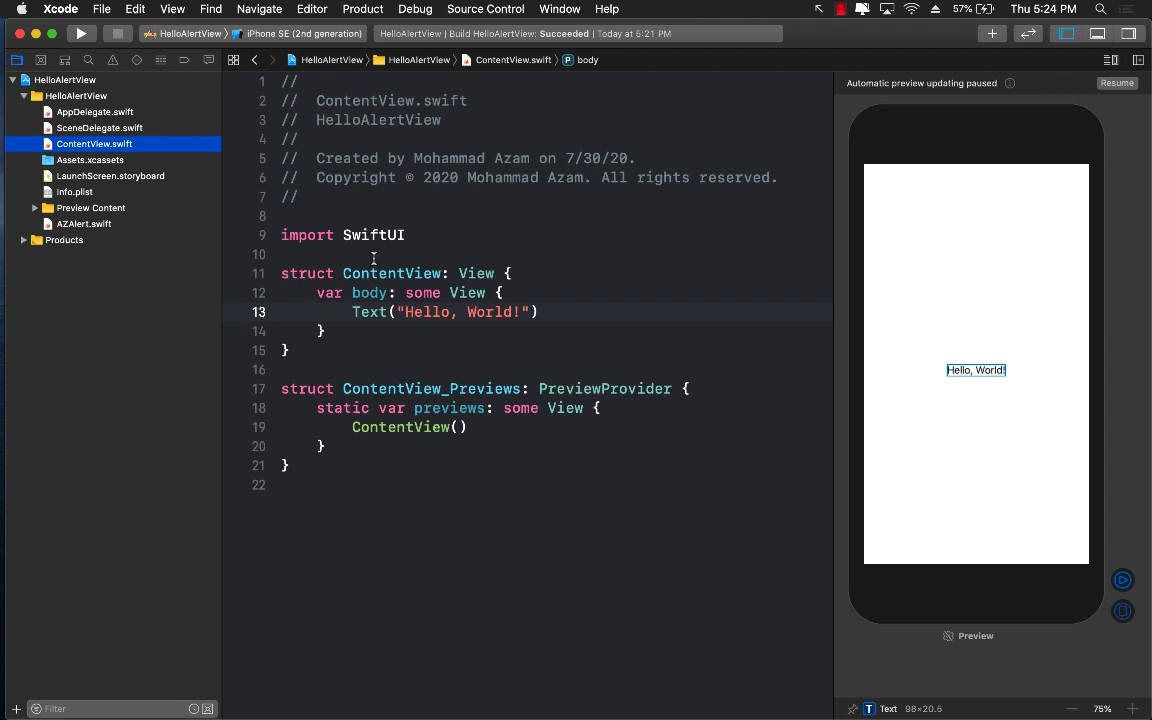 Xcode File Edit View Find Navigate Editor Product Debug Source Control Window Help 57% Thu 5:24 PM
HelloAlertView iPhone SE (2nd generation) HelloAlertView | Build HelloAlertView: Succeeded | Today at 5:21 PM
HelloAlertView HelloAlertView ContentView.swift P body
HelloAlertView
HelloAlertView
AppDelegate.swift
SceneDelegate.swift
ContentView.swift
Assets.xcassets
LaunchScreen.storyboard
Info.plist
Preview Content
AZAlert.swift
Products
Filter
1 //
2 // ContentView.swift
3 // HelloAlertView
4 //
5 // Created by Mohammad Azam on 7/30/20.
6 // Copyright © 2020 Mohammad Azam. All rights reserved.
7 //
8
9 import SwiftUI
10
11 struct ContentView: View {
12 var body: some View {
13 Text("Hello, World!")
14 }
15 }
16
17 struct ContentView_Previews: PreviewProvider {
18 static var previews: some View {
19 ContentView()
20 }
21 }
22
Automatic preview updating paused Resume
Hello, World!
Preview
T Text 98×20.5 75%